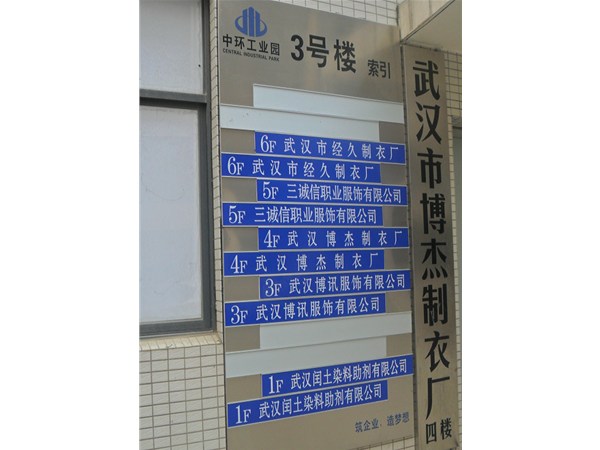 中环工业园
CENTRAL INDUSTRIAL PARK
3号楼 索引
6F 武汉市经久制衣厂
6F 武汉市经久制衣厂
5F 三诚信职业服饰有限公司
5F 三诚信职业服饰有限公司
4F 武汉博杰制衣厂
4F 武汉博杰制衣厂
3F 武汉博讯服饰有限公司
3F 武汉博讯服饰有限公司
1F 武汉闰土染料助剂有限公司
1F 武汉闰土染料助剂有限公司
筑企业，造梦想
武汉市博杰制衣厂
四楼